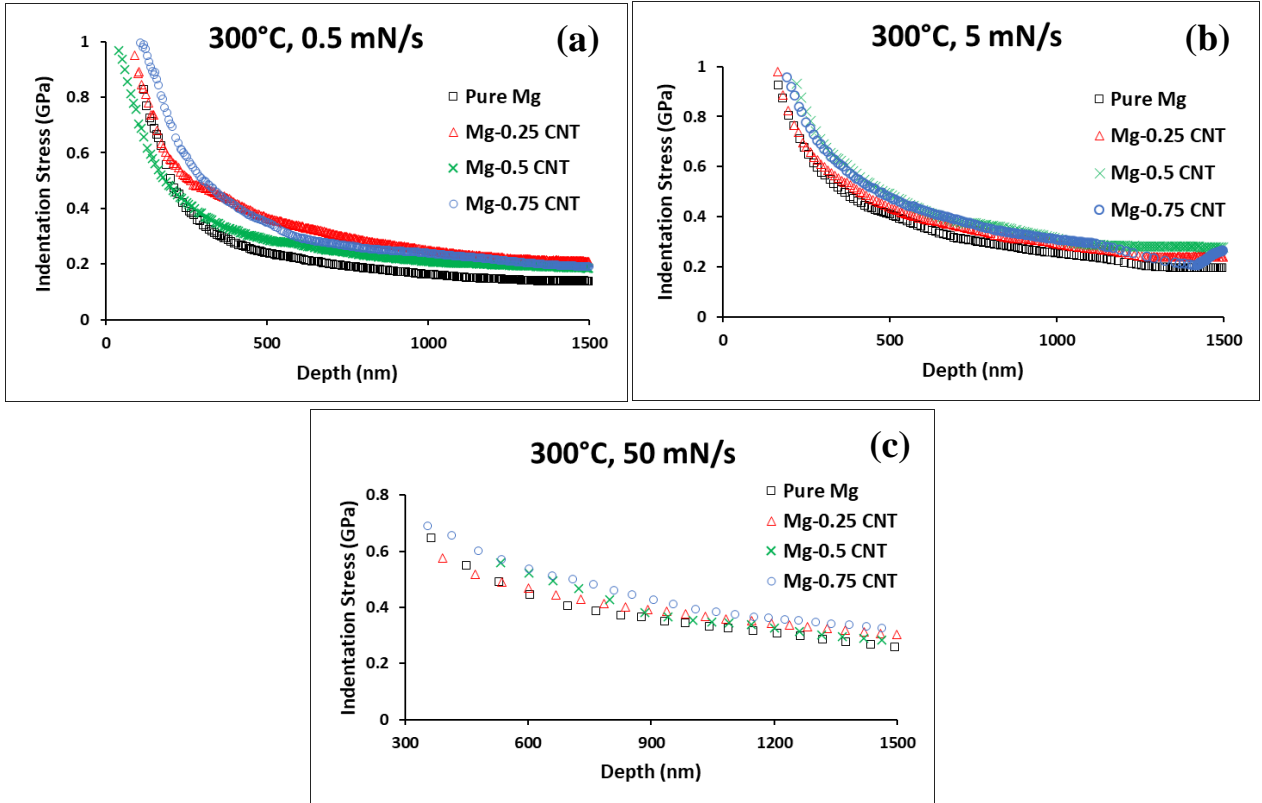 300°C, 0.5 mN/s
(a)
Indentation Stress (GPa)
1
0.8
0.6
0.4
0.2
0
Pure Mg
Mg-0.25 CNT
Mg-0.5 CNT
Mg-0.75 CNT
0 500 1000 1500
Depth (nm)
300°C, 5 mN/s
(b)
Indentation Stress (GPa)
1
0.8
0.6
0.4
0.2
0
Pure Mg
Mg-0.25 CNT
Mg-0.5 CNT
Mg-0.75 CNT
0 500 1000 1500
Depth (nm)
300°C, 50 mN/s
(c)
Indentation Stress (GPa)
0.8
0.6
0.4
0.2
0
Pure Mg
Mg-0.25 CNT
Mg-0.5 CNT
Mg-0.75 CNT
300 600 900 1200 1500
Depth (nm)